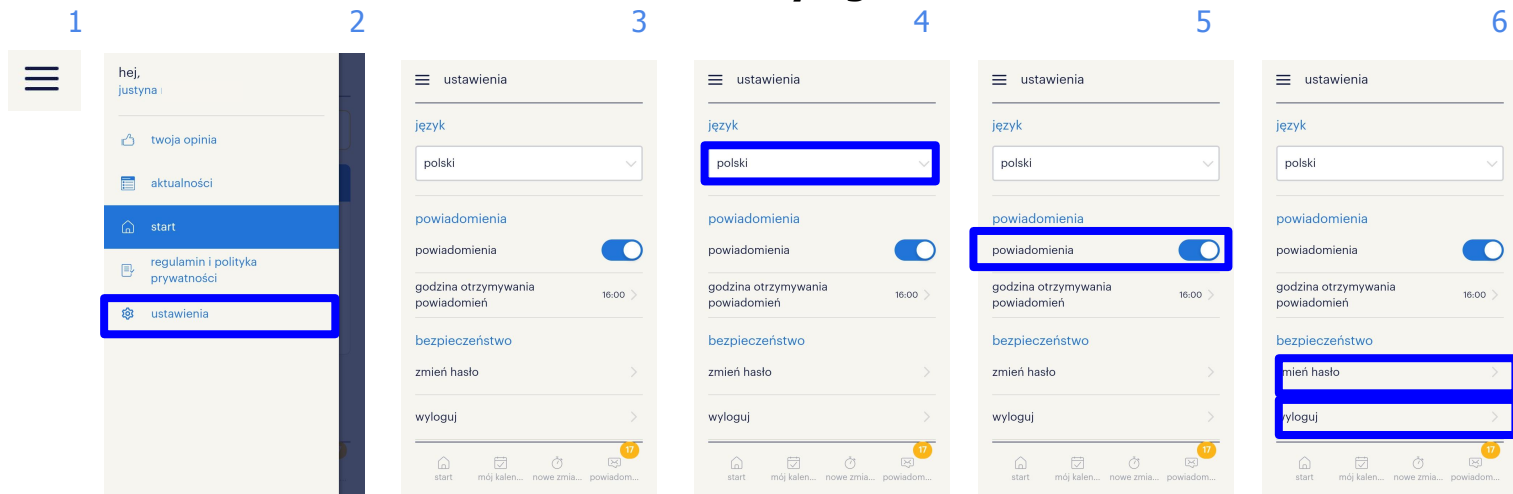 1
2
3
4
5
6
hej,
justyna
twoja opinia
aktualności
start
regulamin i polityka
prywatności
ustawienia
ustawienia
język
polski
powiadomienia
powiadomienia
godzina otrzymywania
powiadomień
16:00
bezpieczeństwo
zmień hasło
wyloguj
17
start
mój kalen...
nowe zmia...
powiadom...
ustawienia
język
polski
powiadomienia
powiadomienia
godzina otrzymywania
powiadomień
16:00
bezpieczeństwo
zmień hasło
wyloguj
17
start
mój kalen...
nowe zmia...
powiadom...
ustawienia
język
polski
powiadomienia
powiadomienia
godzina otrzymywania
powiadomień
16:00
bezpieczeństwo
zmień hasło
wyloguj
17
start
mój kalen...
nowe zmia...
powiadom...
ustawienia
język
polski
powiadomienia
powiadomienia
godzina otrzymywania
powiadomień
16:00
bezpieczeństwo
mień hasło
yloguj
17
start
mój kalen...
nowe zmia...
powiadom...